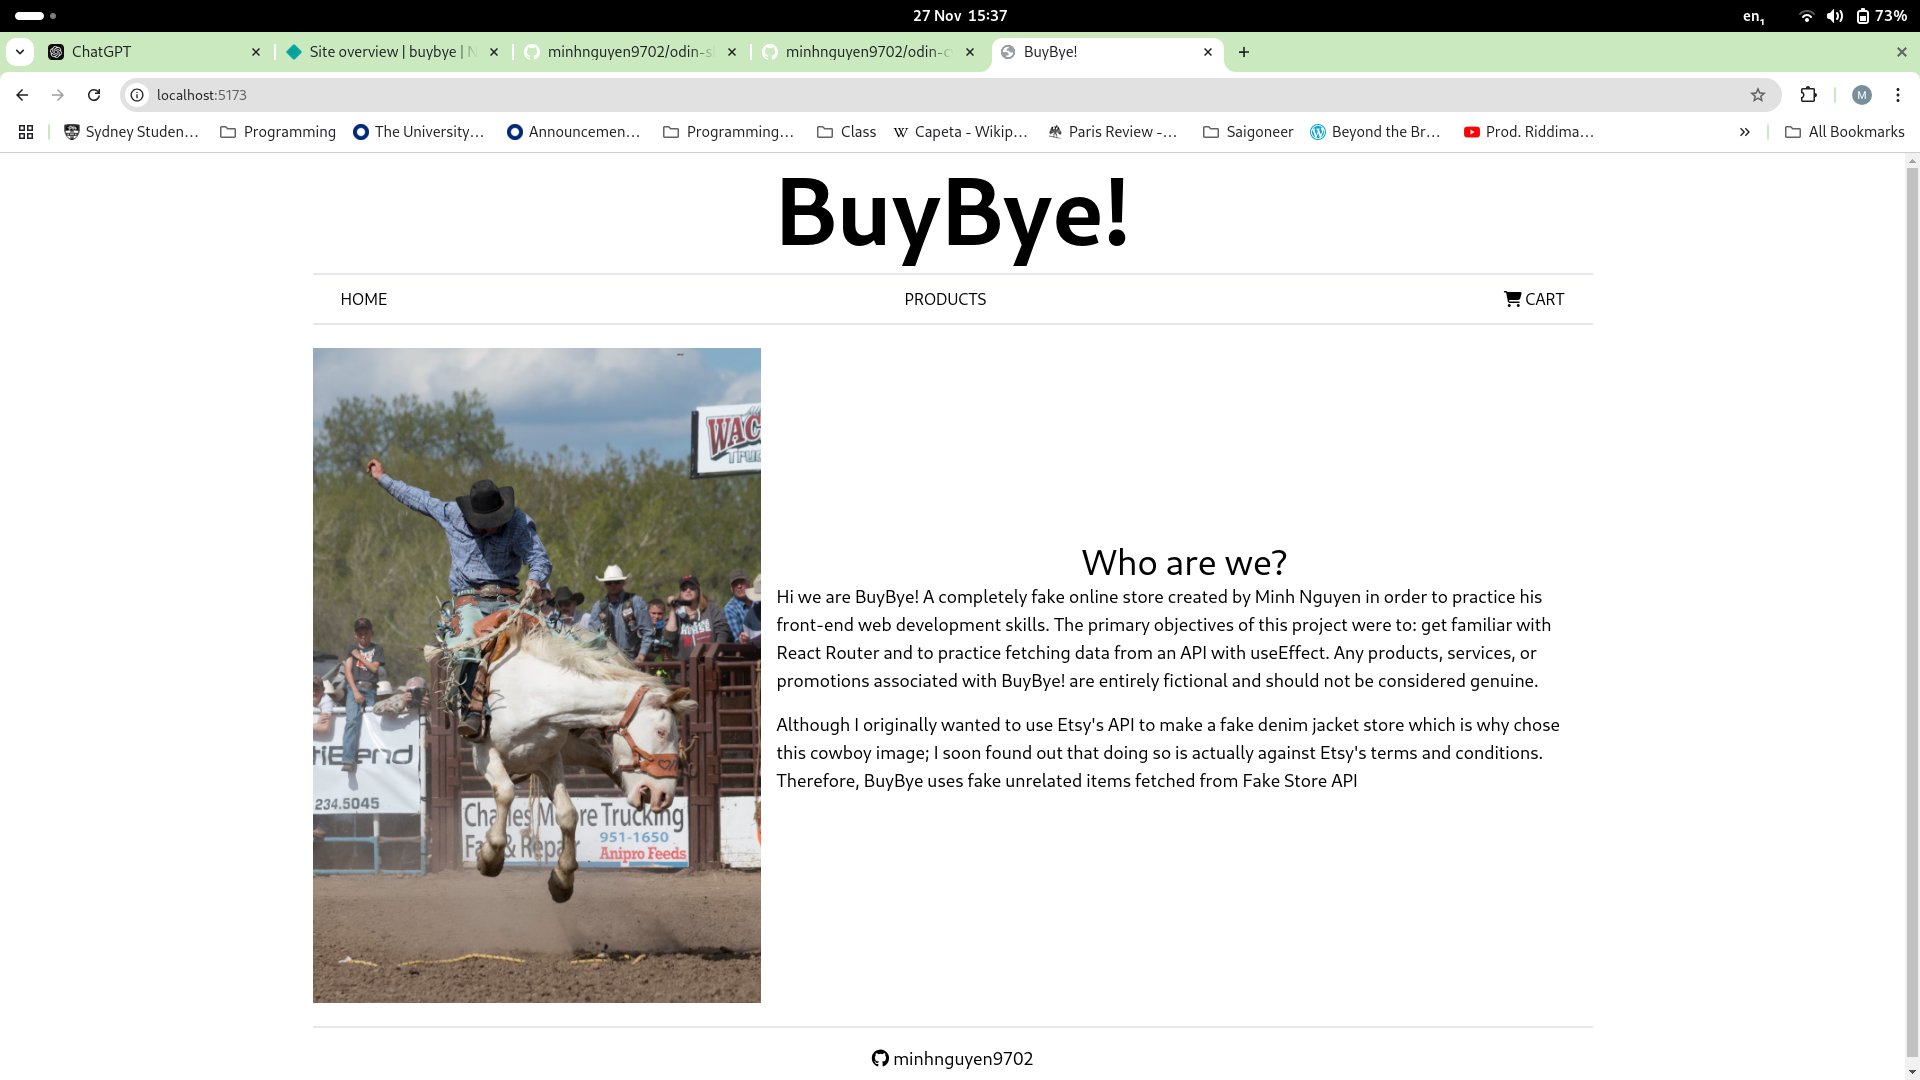 27 Nov 15:37
en1
73%
ChatGPT
Site overview | buybye | N
minhnguyen9702/odin-s
minhnguyen9702/odin-c
BuyBye!
localhost:5173
M
Sydney Studen...
Programming
The University...
Announcemen...
Programming...
Class
W
Capeta - Wikip...
Paris Review -...
Saigoneer
Beyond the Br...
Prod. Riddima...
»
All Bookmarks
BuyBye!
HOME
PRODUCTS
CART
WAC
TRUC
234.5045
Charles Moore Trucking
951-1650
Farm & Repair
Anipro Feeds
Who are we?
Hi we are BuyBye! A completely fake online store created by Minh Nguyen in order to practice his
front-end web development skills. The primary objectives of this project were to: get familiar with
React Router and to practice fetching data from an API with useEffect. Any products, services, or
promotions associated with BuyBye! are entirely fictional and should not be considered genuine.
Although I originally wanted to use Etsy's API to make a fake denim jacket store which is why chose
this cowboy image; I soon found out that doing so is actually against Etsy's terms and conditions.
Therefore, BuyBye uses fake unrelated items fetched from Fake Store API
minhnguyen9702